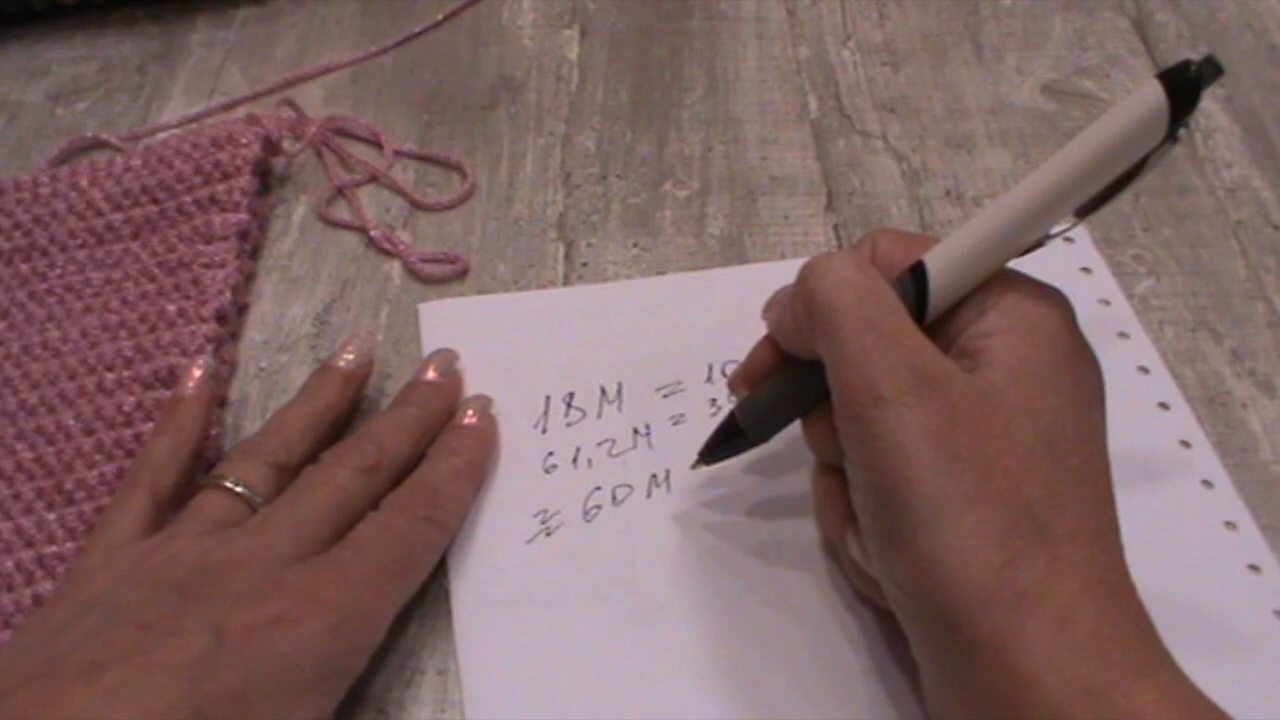 18M = 10
61,2M = 3
≈ 60M